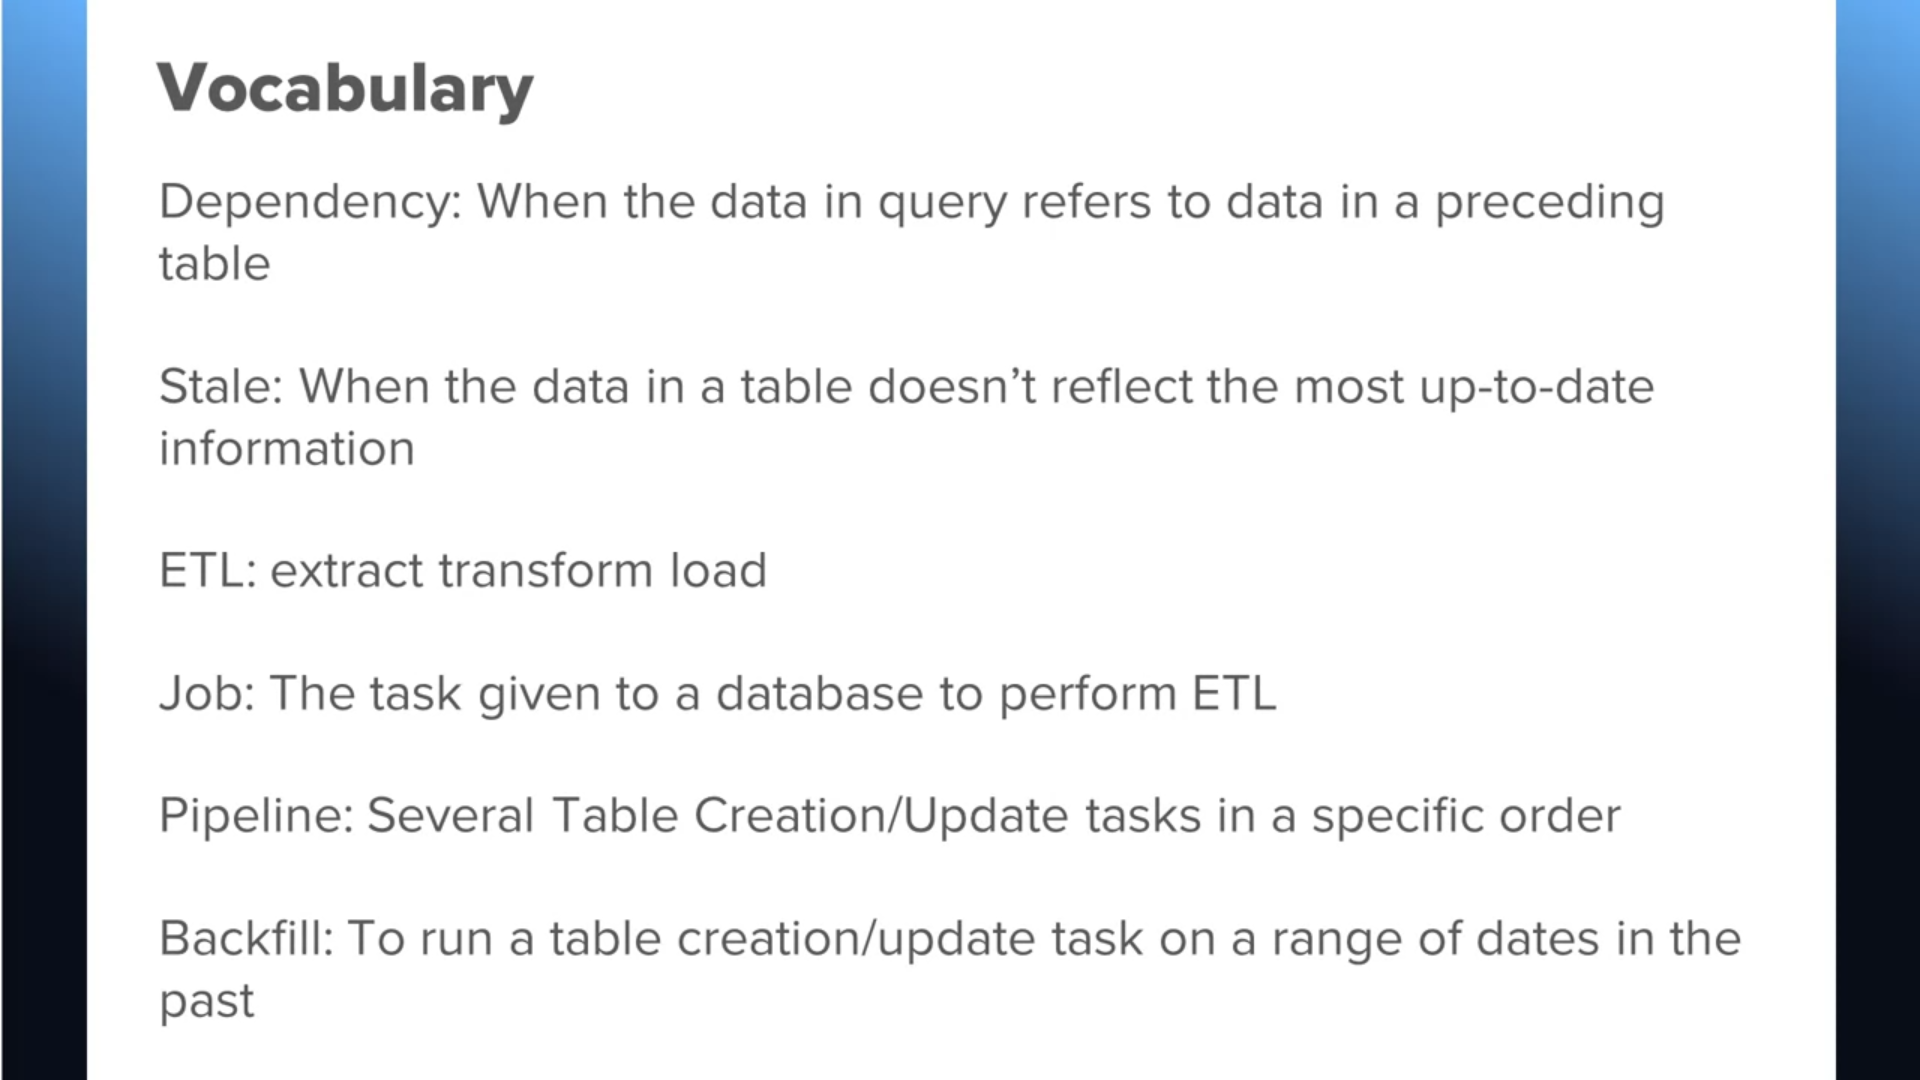 Vocabulary
Dependency: When the data in query refers to data in a preceding
table
Stale: When the data in a table doesn’t reflect the most up-to-date
information
ETL: extract transform load
Job: The task given to a database to perform ETL
Pipeline: Several Table Creation/Update tasks in a specific order
Backfill: To run a table creation/update task on a range of dates in the
past